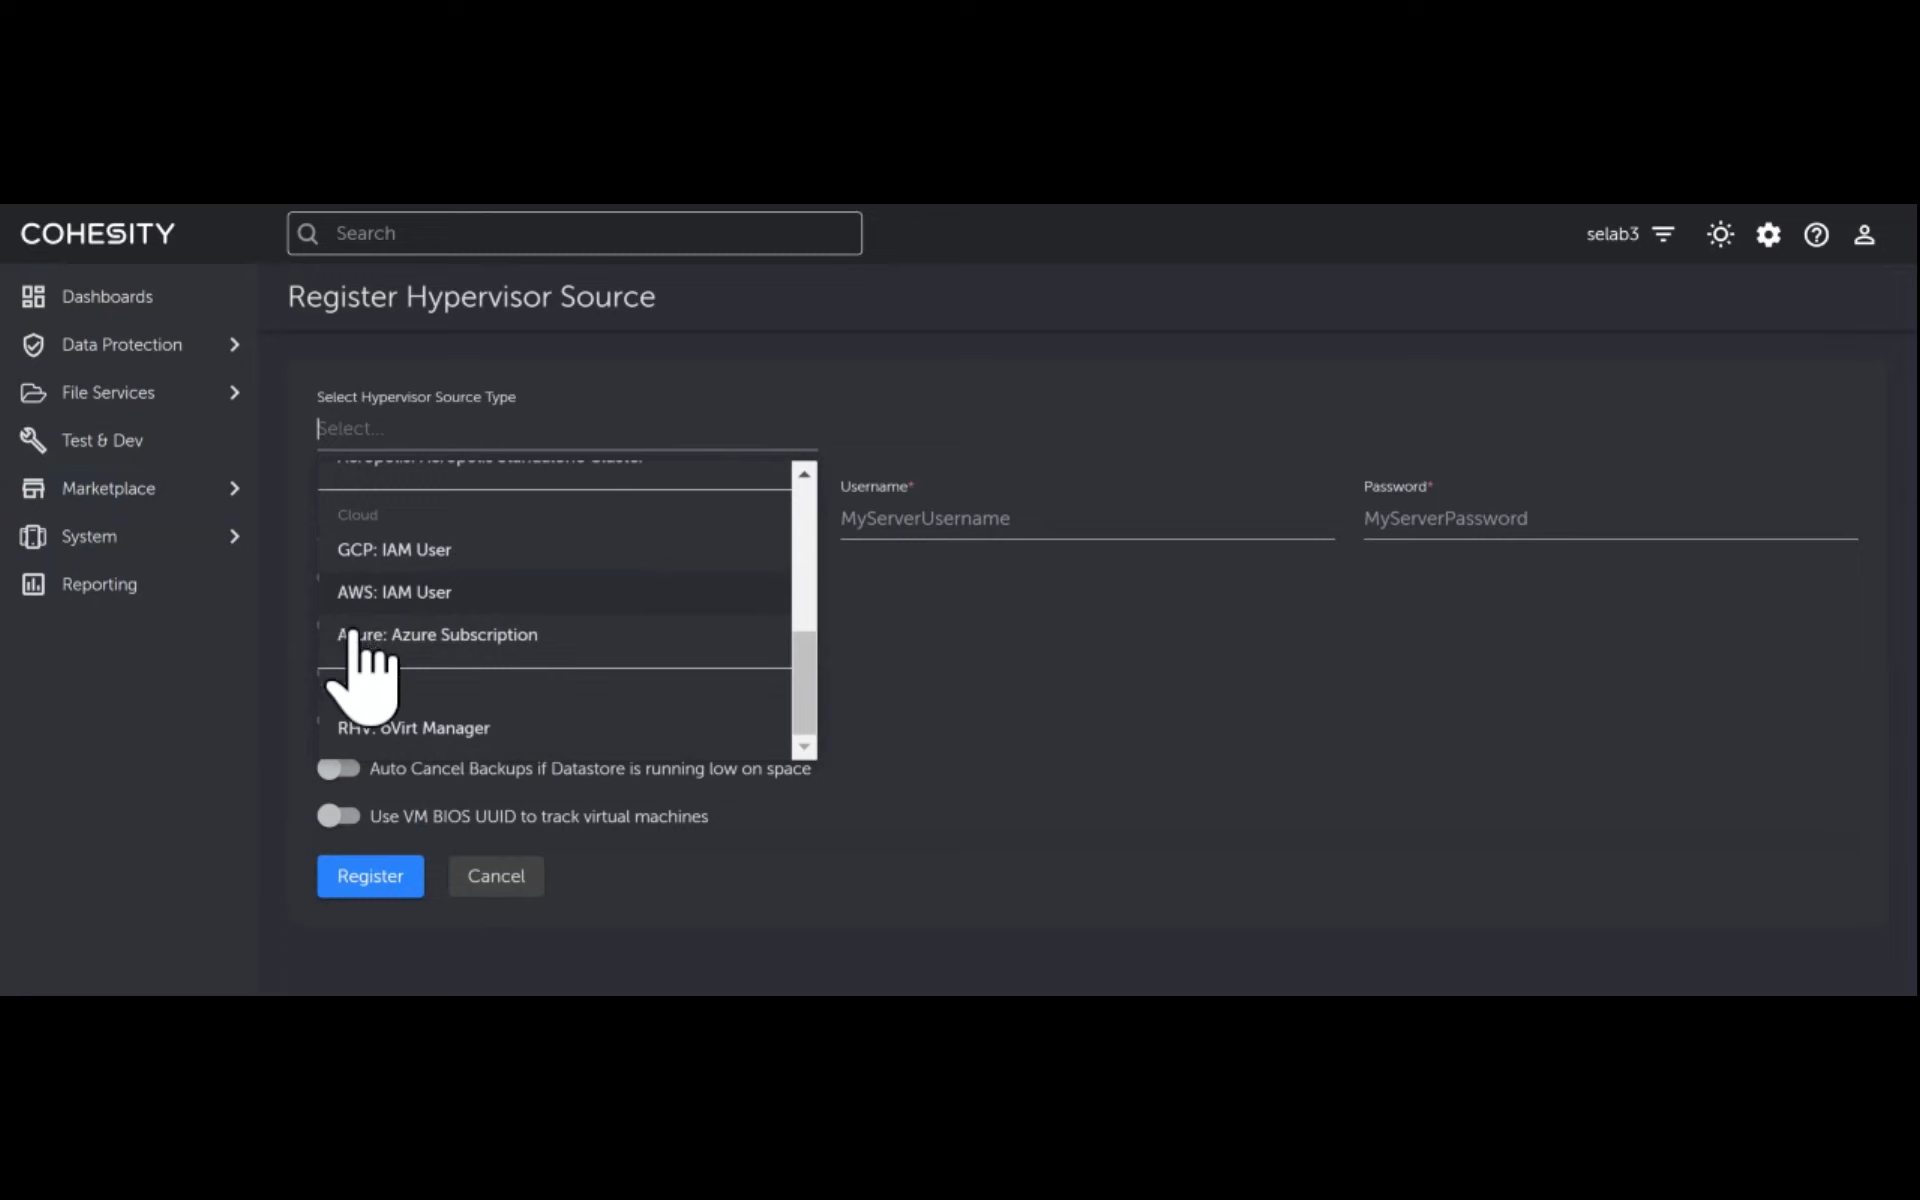 COHESITY
Search
selab3
Dashboards
Data Protection
File Services
Test & Dev
Marketplace
System
Reporting
Register Hypervisor Source
Select Hypervisor Source Type
Select...
Cloud
GCP: IAM User
AWS: IAM User
Azure: Azure Subscription
RHV: oVirt Manager
Username*
MyServerUsername
Password*
MyServerPassword
Auto Cancel Backups if Datastore is running low on space
Use VM BIOS UUID to track virtual machines
Register
Cancel